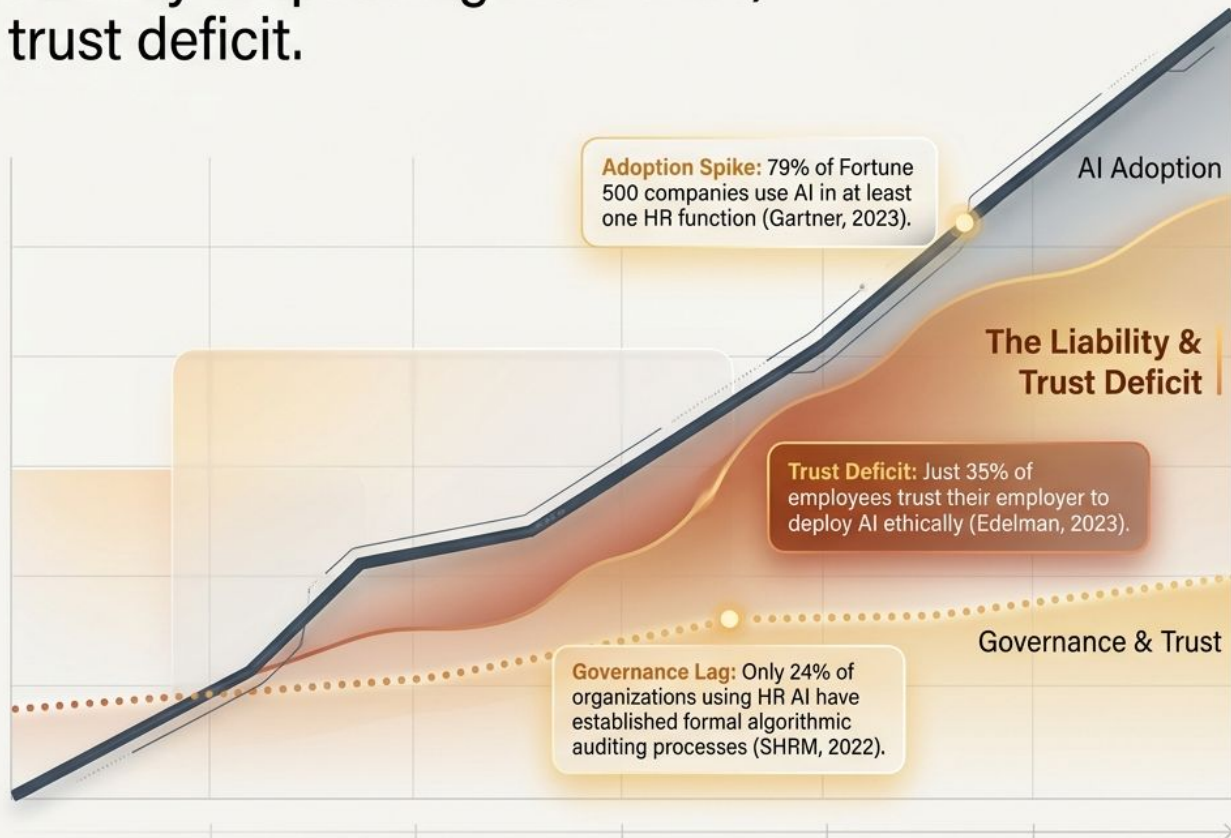 trust deficit.
Adoption Spike: 79% of Fortune
500 companies use AI in at least
one HR function (Gartner, 2023).
AI Adoption
The Liability &
Trust Deficit
Trust Deficit: Just 35% of
employees trust their employer to
deploy AI ethically (Edelman, 2023).
Governance & Trust
Governance Lag: Only 24% of
organizations using HR AI have
established formal algorithmic
auditing processes (SHRM, 2022).